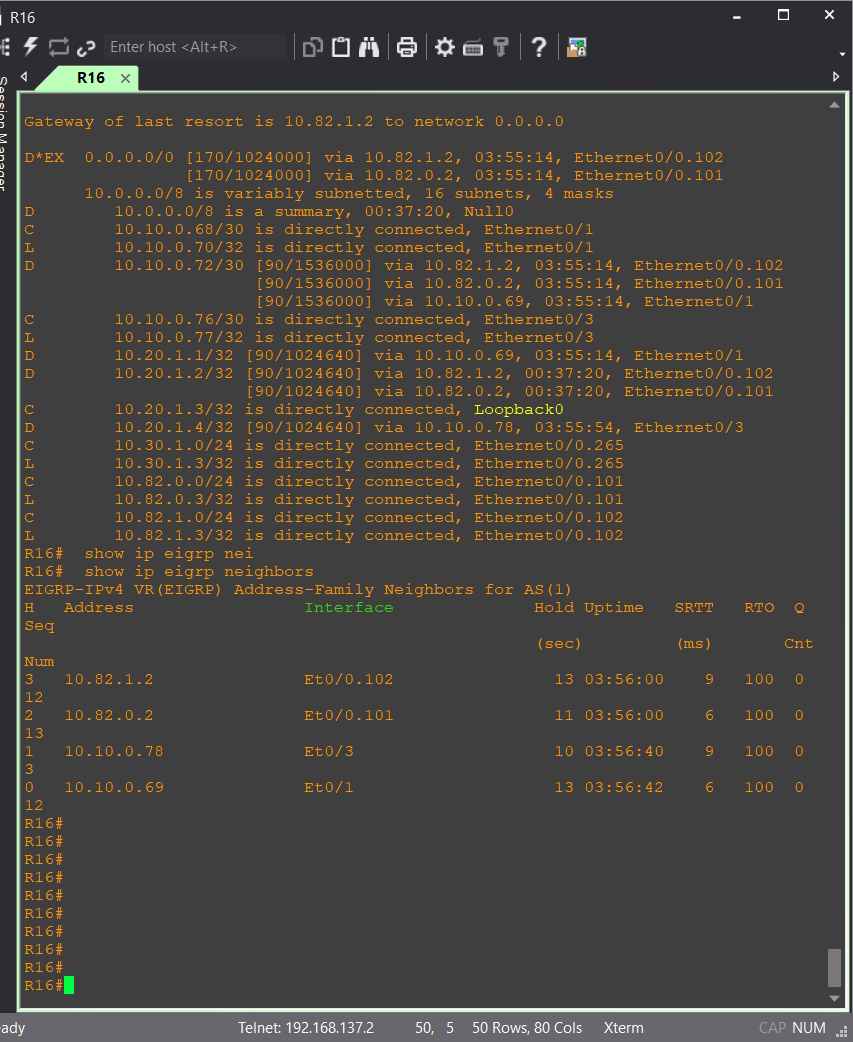 R16
Enter host <Alt+R>
R16
Session Manager
Gateway of last resort is 10.82.1.2 to network 0.0.0.0
D*EX  0.0.0.0/0 [170/1024000] via 10.82.1.2, 03:55:14, Ethernet0/0.102
                [170/1024000] via 10.82.0.2, 03:55:14, Ethernet0/0.101
      10.0.0.0/8 is variably subnetted, 16 subnets, 4 masks
D        10.0.0.0/8 is a summary, 00:37:20, Null0
C        10.10.0.68/30 is directly connected, Ethernet0/1
L        10.10.0.70/32 is directly connected, Ethernet0/1
D        10.10.0.72/30 [90/1536000] via 10.82.1.2, 03:55:14, Ethernet0/0.102
                       [90/1536000] via 10.82.0.2, 03:55:14, Ethernet0/0.101
                       [90/1536000] via 10.10.0.69, 03:55:14, Ethernet0/1
C        10.10.0.76/30 is directly connected, Ethernet0/3
L        10.10.0.77/32 is directly connected, Ethernet0/3
D        10.20.1.1/32 [90/1024640] via 10.10.0.69, 03:55:14, Ethernet0/1
D        10.20.1.2/32 [90/1024640] via 10.82.1.2, 00:37:20, Ethernet0/0.102
                      [90/1024640] via 10.82.0.2, 00:37:20, Ethernet0/0.101
C        10.20.1.3/32 is directly connected, Loopback0
D        10.20.1.4/32 [90/1024640] via 10.10.0.78, 03:55:54, Ethernet0/3
C        10.30.1.0/24 is directly connected, Ethernet0/0.265
L        10.30.1.3/32 is directly connected, Ethernet0/0.265
C        10.82.0.0/24 is directly connected, Ethernet0/0.101
L        10.82.0.3/32 is directly connected, Ethernet0/0.101
C        10.82.1.0/24 is directly connected, Ethernet0/0.102
L        10.82.1.3/32 is directly connected, Ethernet0/0.102
R16#  show ip eigrp nei
R16#  show ip eigrp neighbors
EIGRP-IPv4 VR(EIGRP) Address-Family Neighbors for AS(1)
H   Address                 Interface              Hold Uptime   SRTT   RTO  Q
Seq
                                                   (sec)         (ms)       Cnt
Num
3   10.82.1.2               Et0/0.102                13 03:56:00    9   100  0
12
2   10.82.0.2               Et0/0.101                11 03:56:00    6   100  0
13
1   10.10.0.78              Et0/3                    10 03:56:40    9   100  0
3
0   10.10.0.69              Et0/1                    13 03:56:42    6   100  0
12
R16#
R16#
R16#
R16#
R16#
R16#
R16#
R16#
R16#
R16#
ady Telnet: 192.168.137.2 50, 5 50 Rows, 80 Cols Xterm CAP NUM